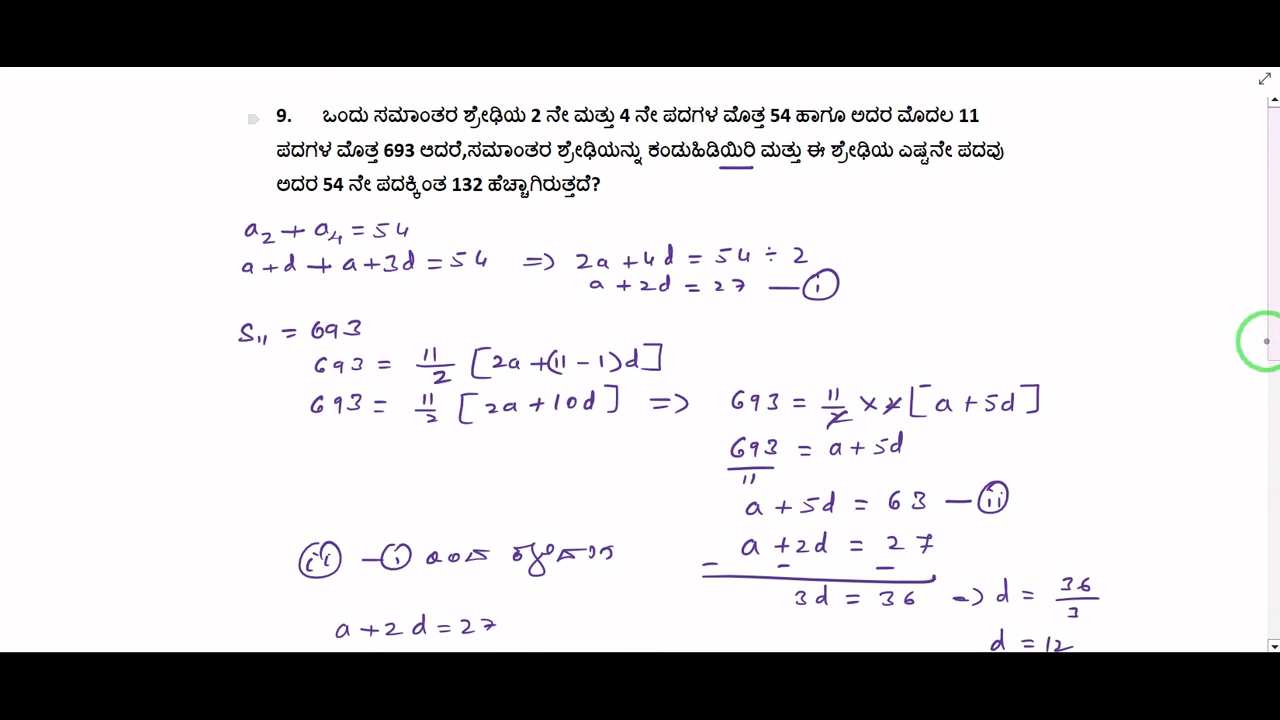 9. ಒಂದು ಸಮಾಂತರ ಶ್ರೇಢಿಯ 2 ನೇ ಮತ್ತು 4 ನೇ ಪದಗಳ ಮೊತ್ತ 54 ಹಾಗೂ ಅದರ ಮೊದಲ 11
ಪದಗಳ ಮೊತ್ತ 693 ಆದರೆ,ಸಮಾಂತರ ಶ್ರೇಢಿಯನ್ನು ಕಂಡುಹಿಡಿಯಿರಿ ಮತ್ತು ಈ ಶ್ರೇಢಿಯ ಎಷ್ಟನೇ ಪದವು
ಅದರ 54 ನೇ ಪದಕ್ಕಿಂತ 132 ಹೆಚ್ಚಾಗಿರುತ್ತದೆ?
a₂ + a₄ = 54
a + d + a + 3d = 54 => 2a + 4d = 54 ÷ 2
a + 2d = 27 — (i)
S₁₁ = 693
693 = 11/2 [2a + (11 - 1)d]
693 = 11/2 [2a + 10d] => 693 = 11/2 × 2 [a + 5d]
693/11 = a + 5d
a + 5d = 63 — (ii)
a + 2d = 27
- - -
3d = 36 => d = 36/3
d = 12
(ii) — (i) ರಿಂದ
a + 2d = 27